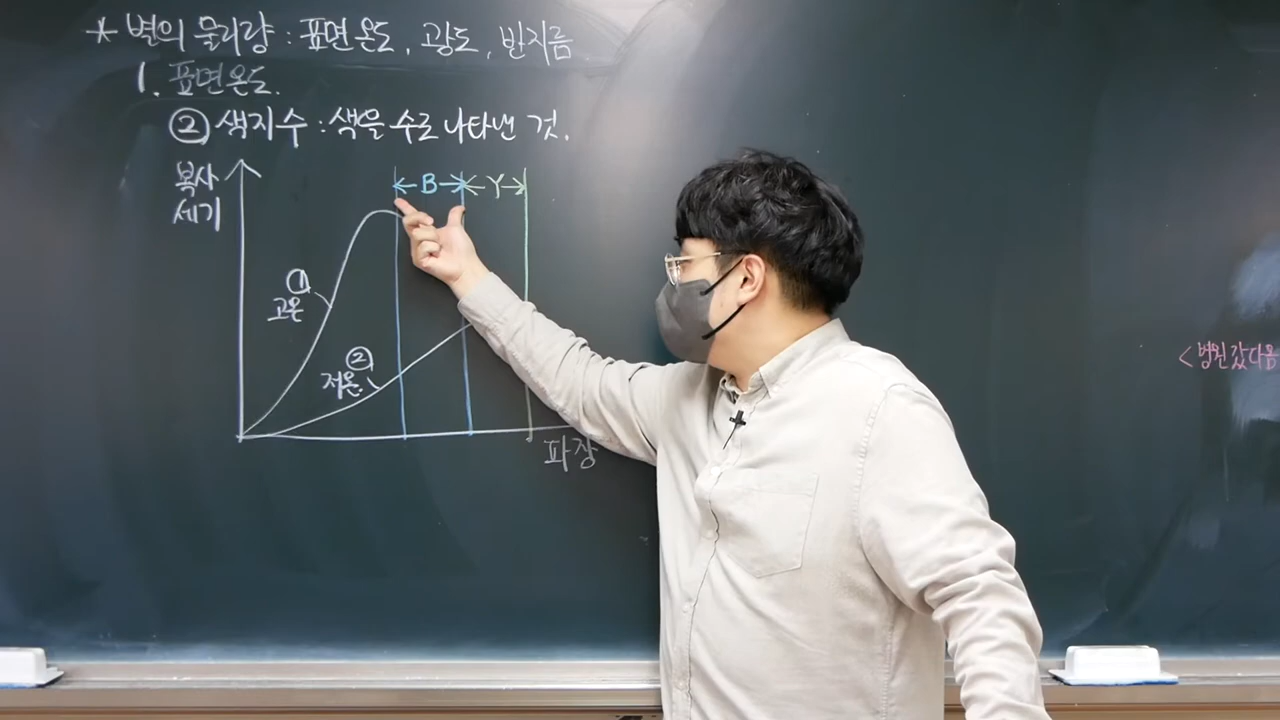 * 별의 물리량 : 표면온도, 광도, 반지름
1. 표면온도.
② 색지수 : 색을 수로 나타낸 것.
복사
세기
B Y
①
고온
②
저온.
파장
< 병원 갔다옴